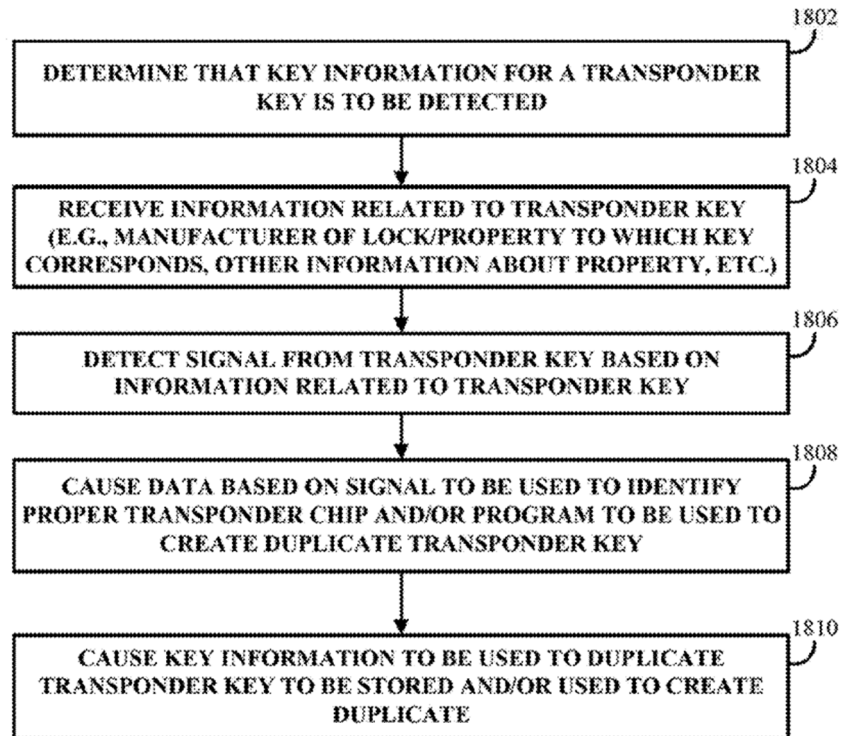 1802
DETERMINE THAT KEY INFORMATION FOR A TRANSPONDER
KEY IS TO BE DETECTED
1804
RECEIVE INFORMATION RELATED TO TRANSPONDER KEY
(E.G., MANUFACTURER OF LOCK/PROPERTY TO WHICH KEY
CORRESPONDS, OTHER INFORMATION ABOUT PROPERTY, ETC.)
1806
DETECT SIGNAL FROM TRANSPONDER KEY BASED ON
INFORMATION RELATED TO TRANSPONDER KEY
1808
CAUSE DATA BASED ON SIGNAL TO BE USED TO IDENTIFY
PROPER TRANSPONDER CHIP AND/OR PROGRAM TO BE USED TO
CREATE DUPLICATE TRANSPONDER KEY
1810
CAUSE KEY INFORMATION TO BE USED TO DUPLICATE
TRANSPONDER KEY TO BE STORED AND/OR USED TO CREATE
DUPLICATE